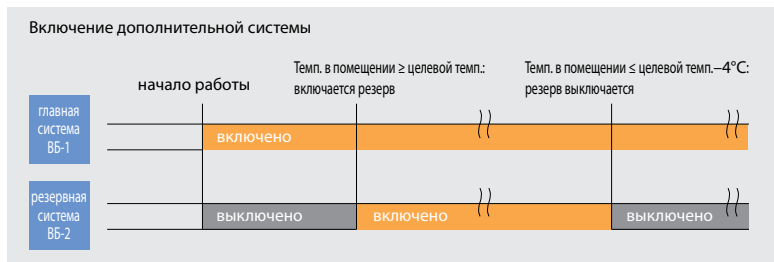 Включение дополнительной системы
Темп. в помещении ≥ целевой темп.:
включается резерв
Темп. в помещении ≤ целевой темп.–4°C:
резерв выключается
начало работы
главная
система
ВБ-1
включено
резервная
система
ВБ-2
выключено
включено
выключено